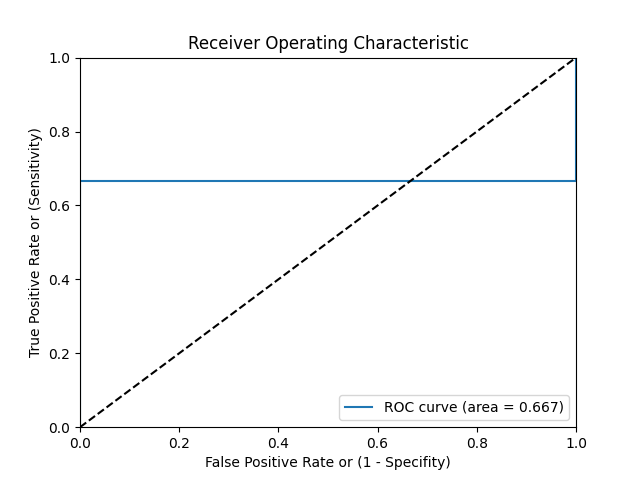 Receiver Operating Characteristic
True Positive Rate or (Sensitivity)
1.0
0.8
0.6
0.4
0.2
0.0
ROC curve (area = 0.667)
0.0 0.2 0.4 0.6 0.8 1.0
False Positive Rate or (1 - Specifity)